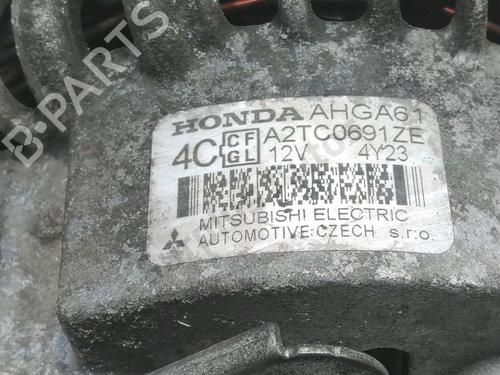 B-PARTS
HONDA AHGA61
4C CF GL A2TC0691ZE
12V 4Y23
MITSUBISHI ELECTRIC
AUTOMOTIVE CZECH s.r.o.